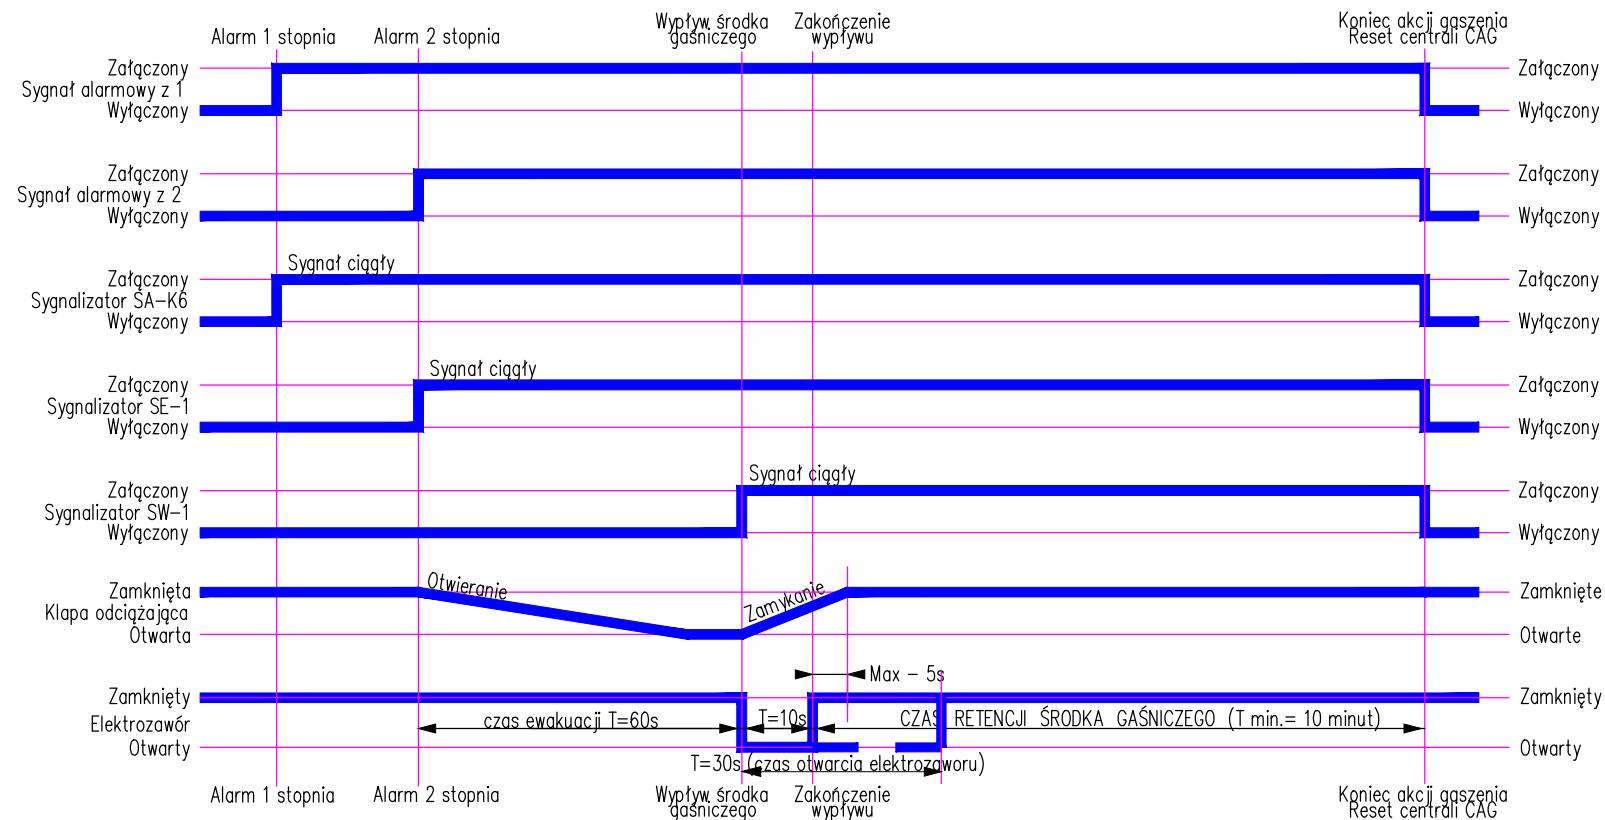 Alarm 1 stopnia
Alarm 2 stopnia
Wypływ środka
gaśniczego
Zakończenie
wypływu
Koniec akcji gaszenia
Reset centrali CAG
Załączony
Sygnał alarmowy z 1
Wyłączony
Załączony
Wyłączony
Załączony
Sygnał alarmowy z 2
Wyłączony
Załączony
Wyłączony
Sygnał ciągły
Załączony
Sygnalizator SA-K6
Wyłączony
Załączony
Wyłączony
Sygnał ciągły
Załączony
Sygnalizator SE-1
Wyłączony
Załączony
Wyłączony
Sygnał ciągły
Załączony
Sygnalizator SW-1
Wyłączony
Załączony
Wyłączony
Zamknięta
Klapa odciążająca
Otwarta
Otwieranie
Zamykanie
Zamknięte
Otwarte
Max - 5s
Zamknięty
Elektrozawór
Otwarty
czas ewakuacji T=60s
T=10s
CZAS RETENCJI ŚRODKA GAŚNICZEGO (T min.= 10 minut)
Zamknięty
Otwarty
T=30s (czas otwarcia elektrozaworu)
Alarm 1 stopnia
Alarm 2 stopnia
Wypływ środka
gaśniczego
Zakończenie
wypływu
Koniec akcji gaszenia
Reset centrali CAG